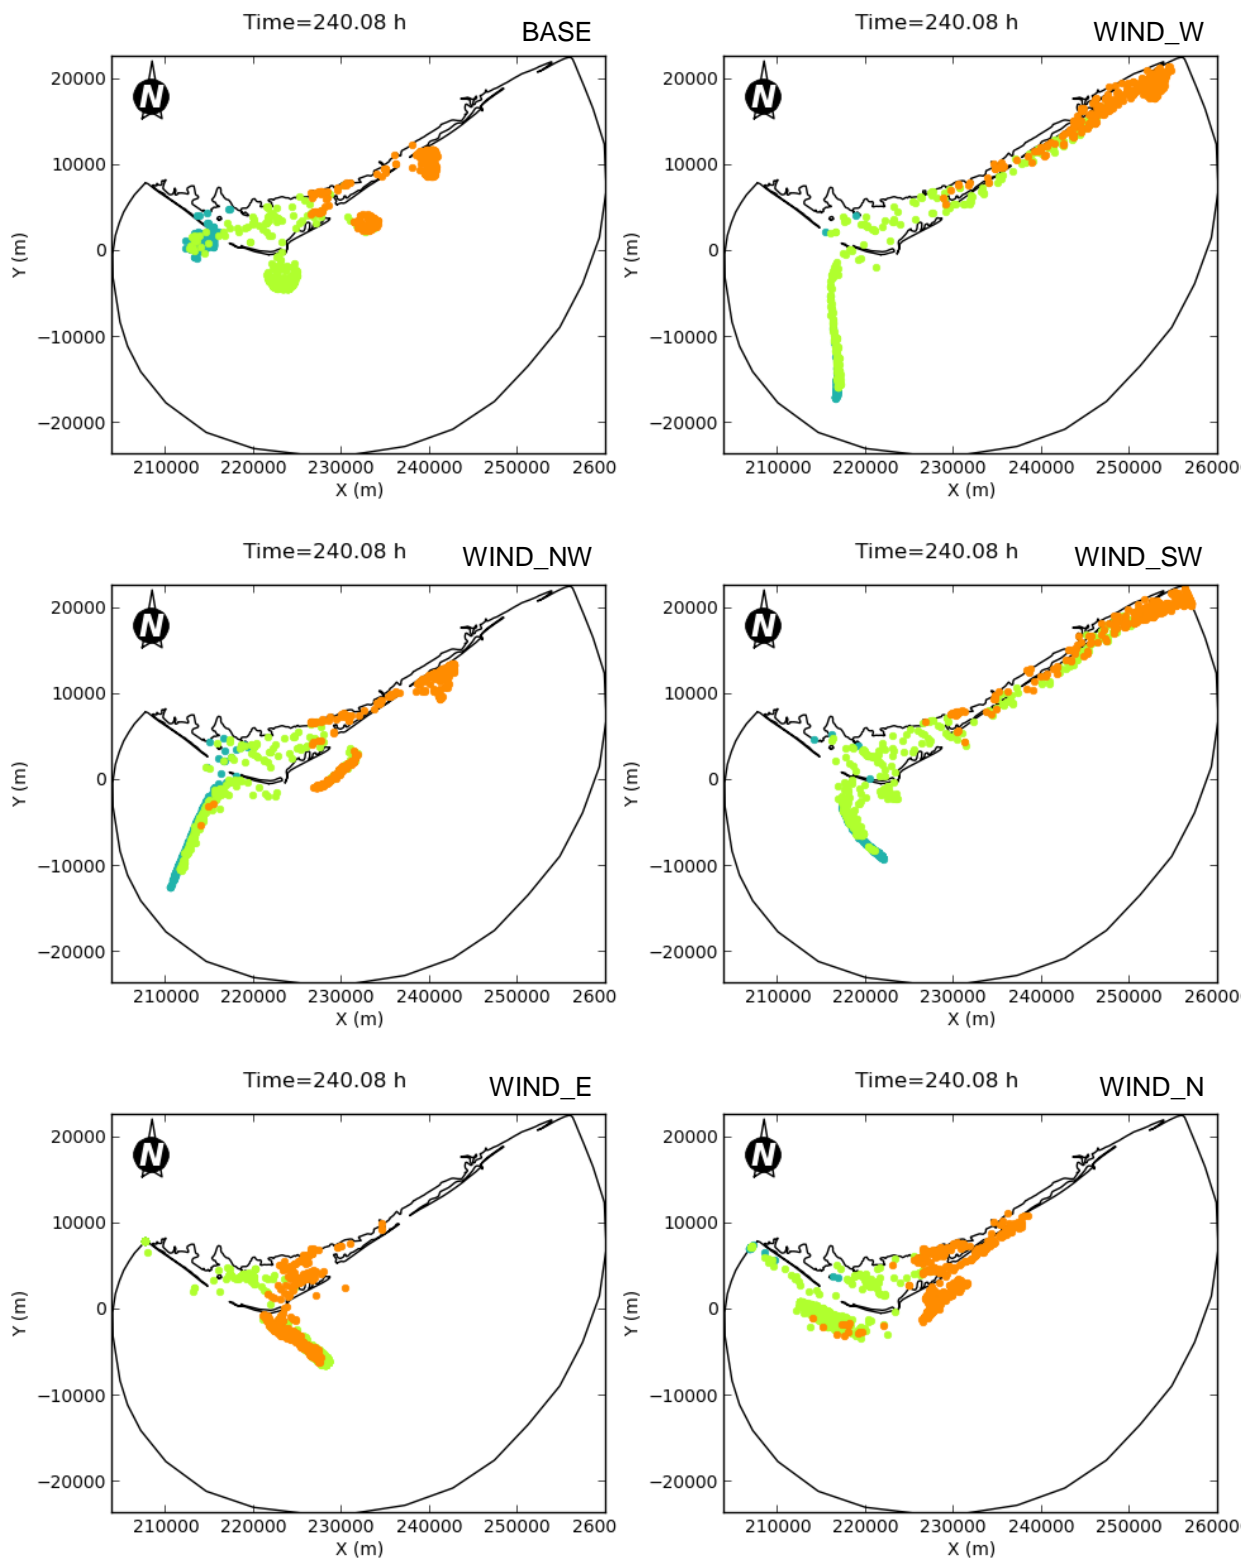 Time=240.08 h BASE
N
20000
10000
0
−10000
−20000
Y (m)
210000 220000 230000 240000 250000 2600
X (m)
Time=240.08 h WIND_W
N
20000
10000
0
−10000
−20000
Y (m)
210000 220000 230000 240000 250000 26000
X (m)
Time=240.08 h WIND_NW
N
20000
10000
0
−10000
−20000
Y (m)
210000 220000 230000 240000 250000 2600
X (m)
Time=240.08 h WIND_SW
N
20000
10000
0
−10000
−20000
Y (m)
210000 220000 230000 240000 250000 26000
X (m)
Time=240.08 h WIND_E
N
20000
10000
0
−10000
−20000
Y (m)
210000 220000 230000 240000 250000 2600
X (m)
Time=240.08 h WIND_N
N
20000
10000
0
−10000
−20000
Y (m)
210000 220000 230000 240000 250000 26000
X (m)